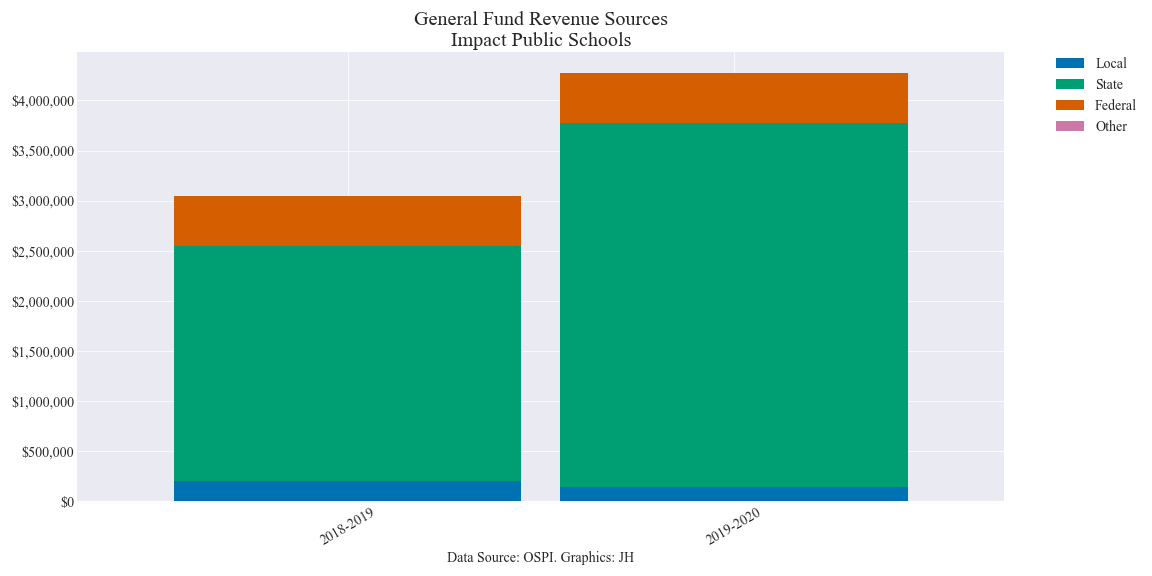 General Fund Revenue Sources
Impact Public Schools
Local
State
Federal
Other
$4,000,000
$3,500,000
$3,000,000
$2,500,000
$2,000,000
$1,500,000
$1,000,000
$500,000
$0
2018-2019
2019-2020
Data Source: OSPI. Graphics: JH